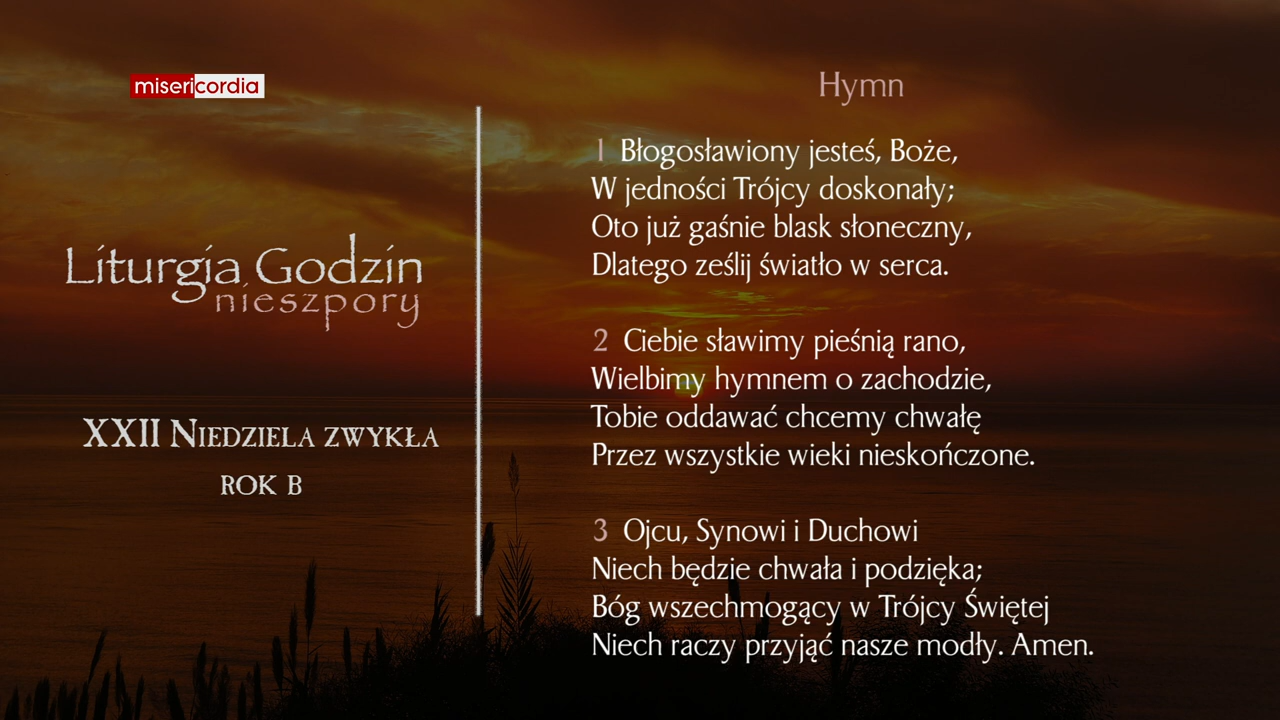 misericordia
Liturgia Godzin
nieszpory
XXII Niedziela zwykła
rok B
Hymn
1 Błogosławiony jesteś, Boże,
W jedności Trójcy doskonały;
Oto już gaśnie blask słoneczny,
Dlatego ześlij światło w serca.
2 Ciebie sławimy pieśnią rano,
Wielbimy hymnem o zachodzie,
Tobie oddawać chcemy chwałę
Przez wszystkie wieki nieskończone.
3 Ojcu, Synowi i Duchowi
Niech będzie chwała i podzięka;
Bóg wszechmogący w Trójcy Świętej
Niech raczy przyjąć nasze modły. Amen.